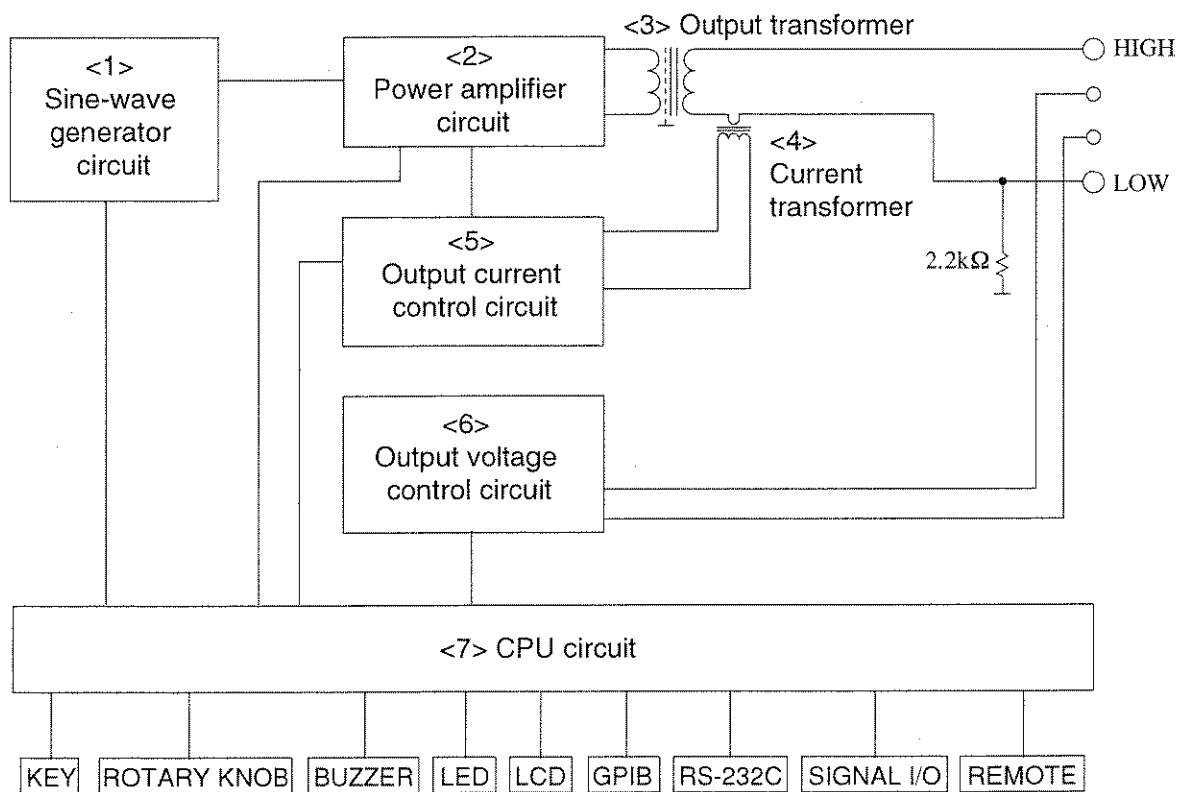 <1>
Sine-wave
generator
circuit
<2>
Power amplifier
circuit
<3> Output transformer
HIGH
<4>
Current
transformer
LOW
2.2kΩ
<5>
Output current
control circuit
<6>
Output voltage
control circuit
<7> CPU circuit
KEY
ROTARY KNOB
BUZZER
LED
LCD
GPIB
RS-232C
SIGNAL I/O
REMOTE